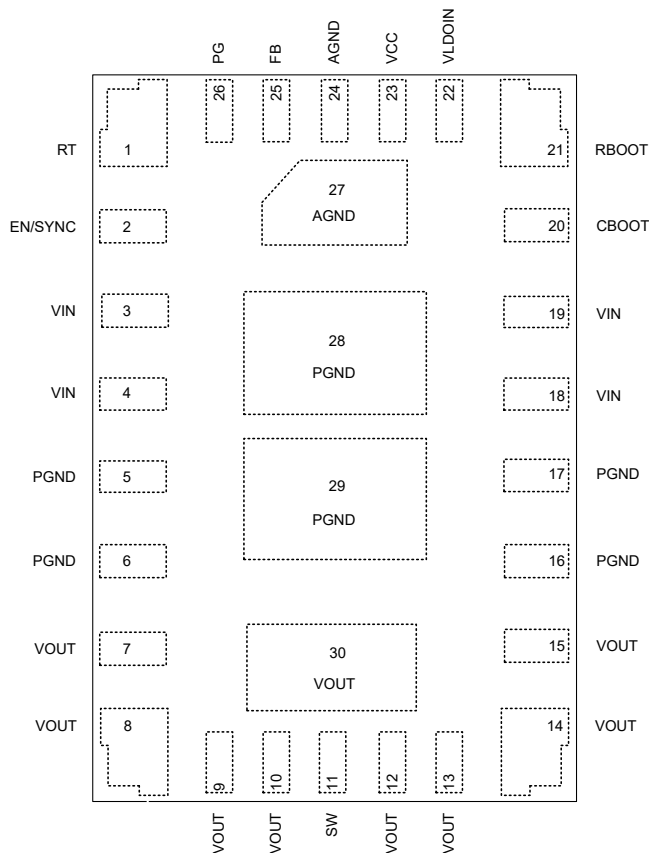 PG FB AGND VCC VLDOIN
26 25 24 23 22
RT 1 21 RBOOT
27
AGND
EN/SYNC 2 20 CBOOT
VIN 3 19 VIN
28
PGND
VIN 4 18 VIN
PGND 5 17 PGND
29
PGND
PGND 6 16 PGND
VOUT 7 15 VOUT
30
VOUT
VOUT 8 14 VOUT
9 10 11 12 13
VOUT VOUT SW VOUT VOUT